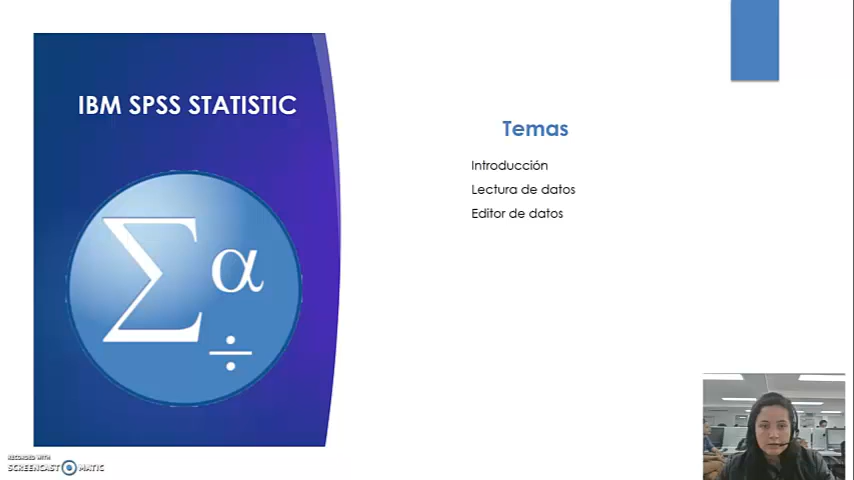 IBM SPSS STATISTIC
Σ α
÷
Temas
Introducción
Lectura de datos
Editor de datos
RECORDED WITH
SCREENCAST MATIC